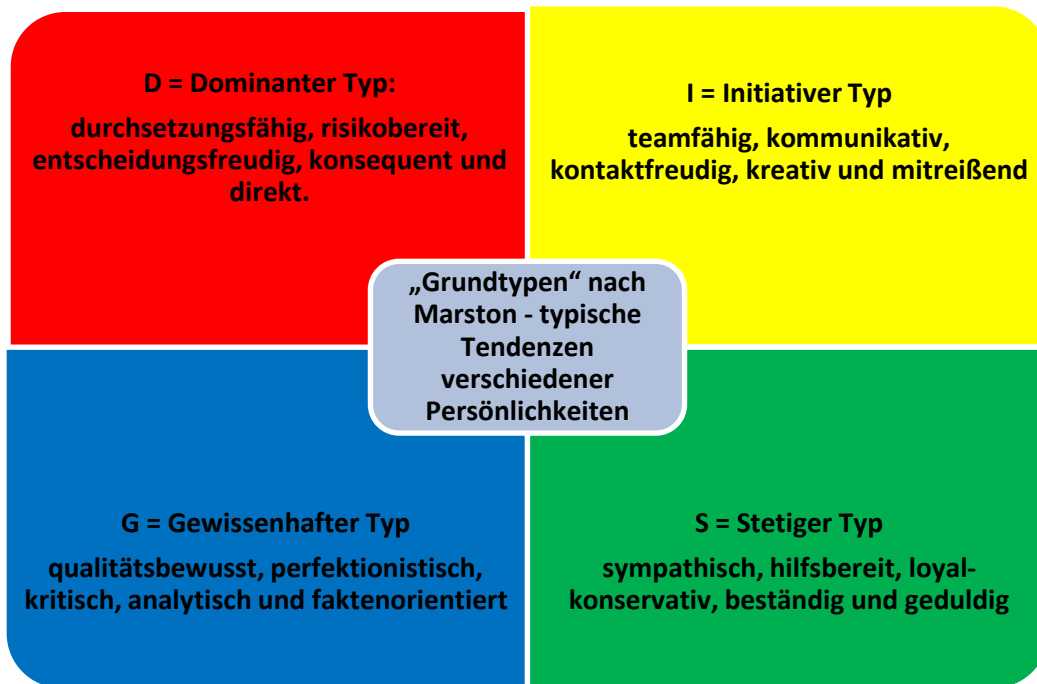 D = Dominanter Typ:
durchsetzungsfähig, risikobereit,
entscheidungsfreudig, konsequent und
direkt.
I = Initiativer Typ
teamfähig, kommunikativ,
kontaktfreudig, kreativ und mitreißend
„Grundtypen“ nach
Marston - typische
Tendenzen
verschiedener
Persönlichkeiten
G = Gewissenhafter Typ
qualitätsbewusst, perfektionistisch,
kritisch, analytisch und faktenorientiert
S = Stetiger Typ
sympathisch, hilfsbereit, loyal-
konservativ, beständig und geduldig